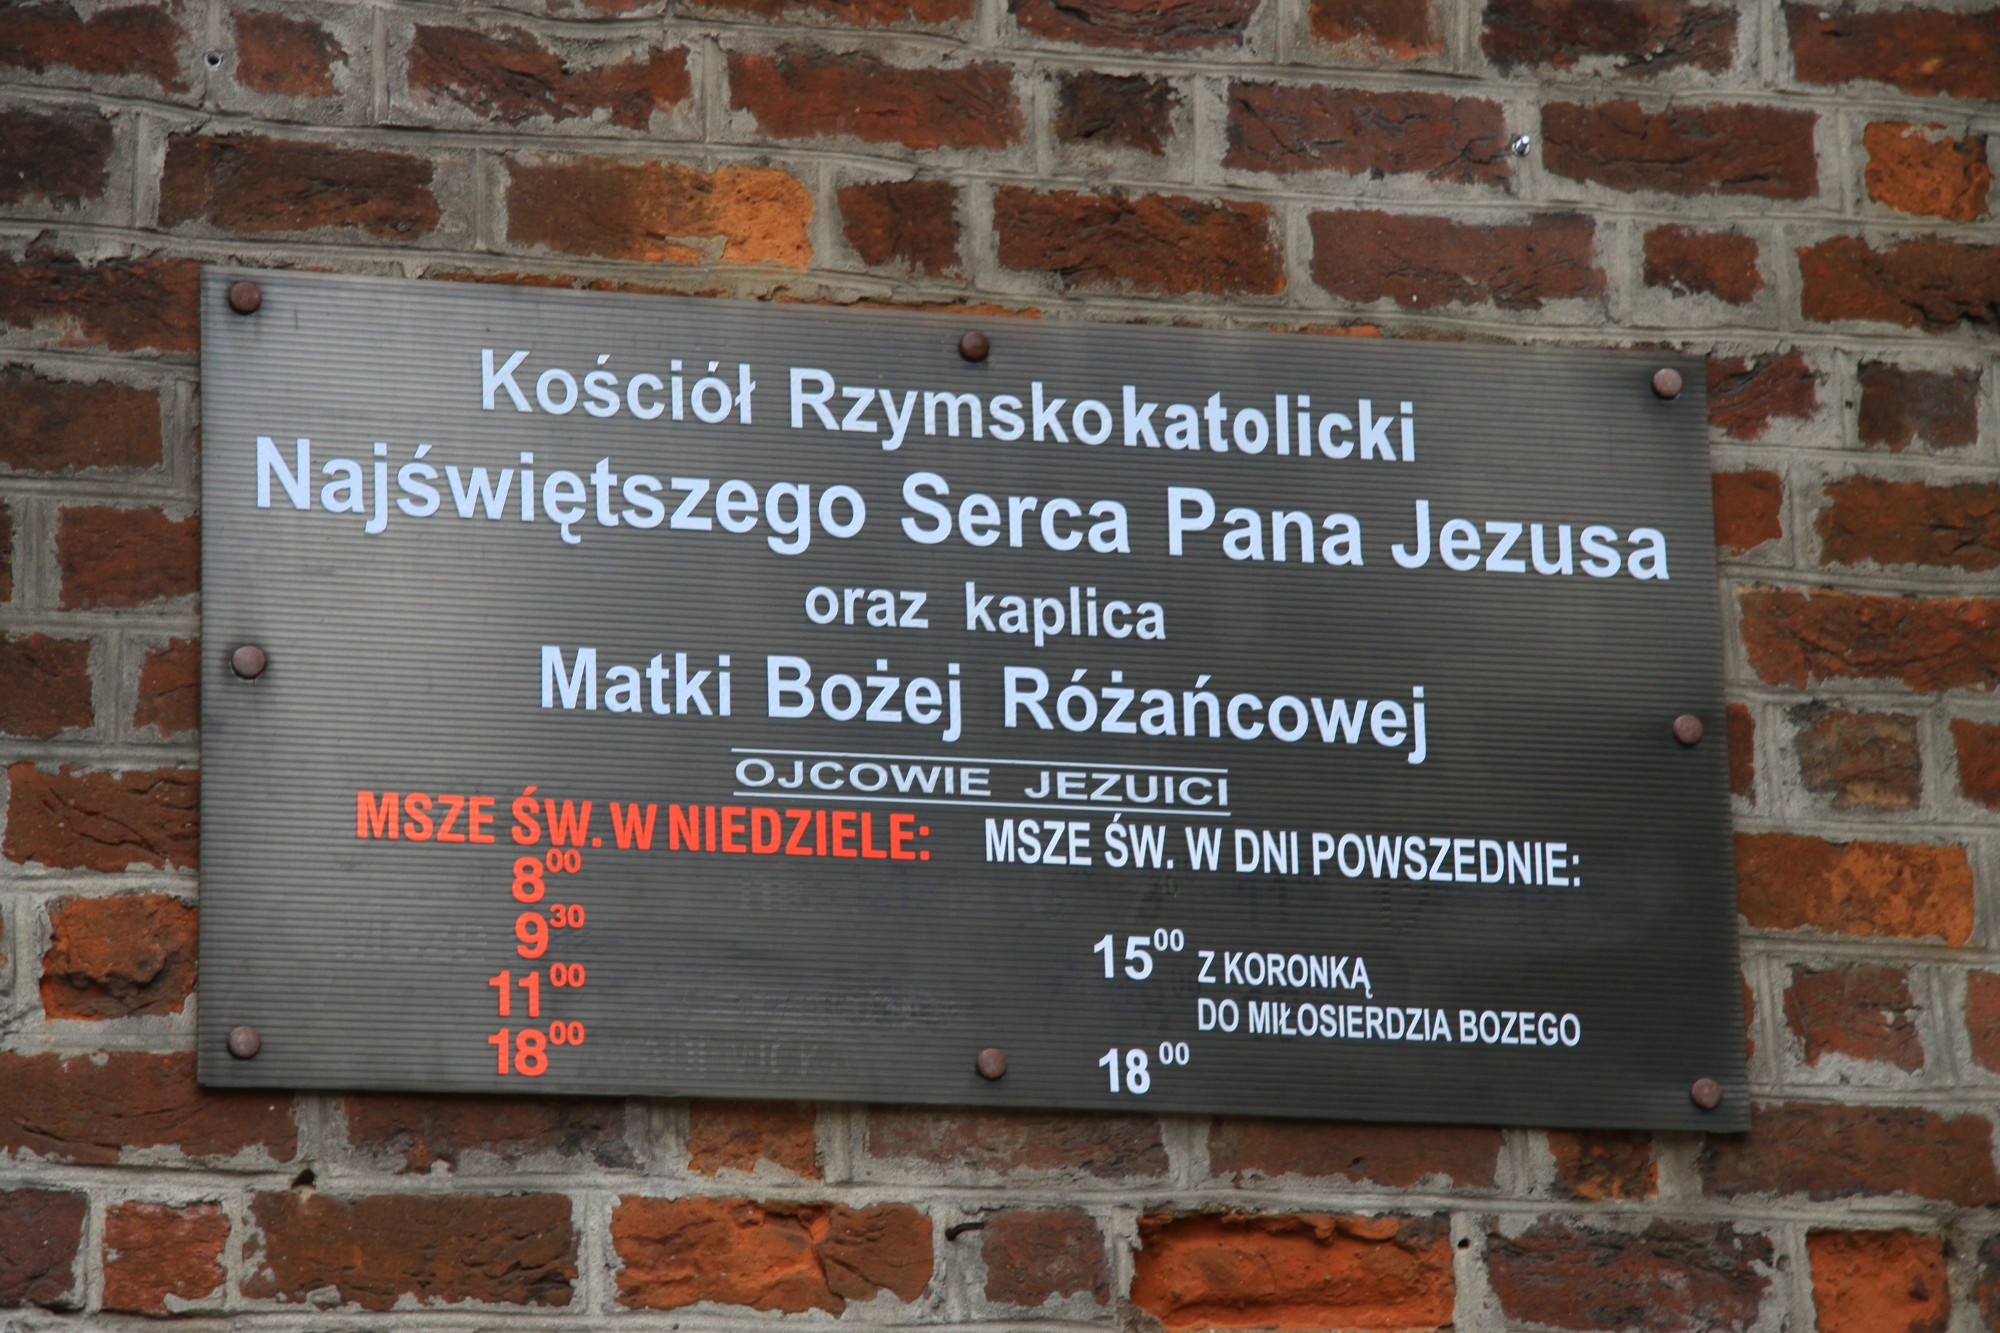 Kościół Rzymskokatolicki
Najświętszego Serca Pana Jezusa
oraz kaplica
Matki Bożej Różańcowej
OJCOWIE JEZUICI
MSZE ŚW. W NIEDZIELE:
8⁰⁰
9³⁰
11⁰⁰
18⁰⁰
MSZE ŚW. W DNI POWSZEDNIE:
15⁰⁰ Z KORONKĄ
DO MIŁOSIERDZIA BOZEGO
18⁰⁰